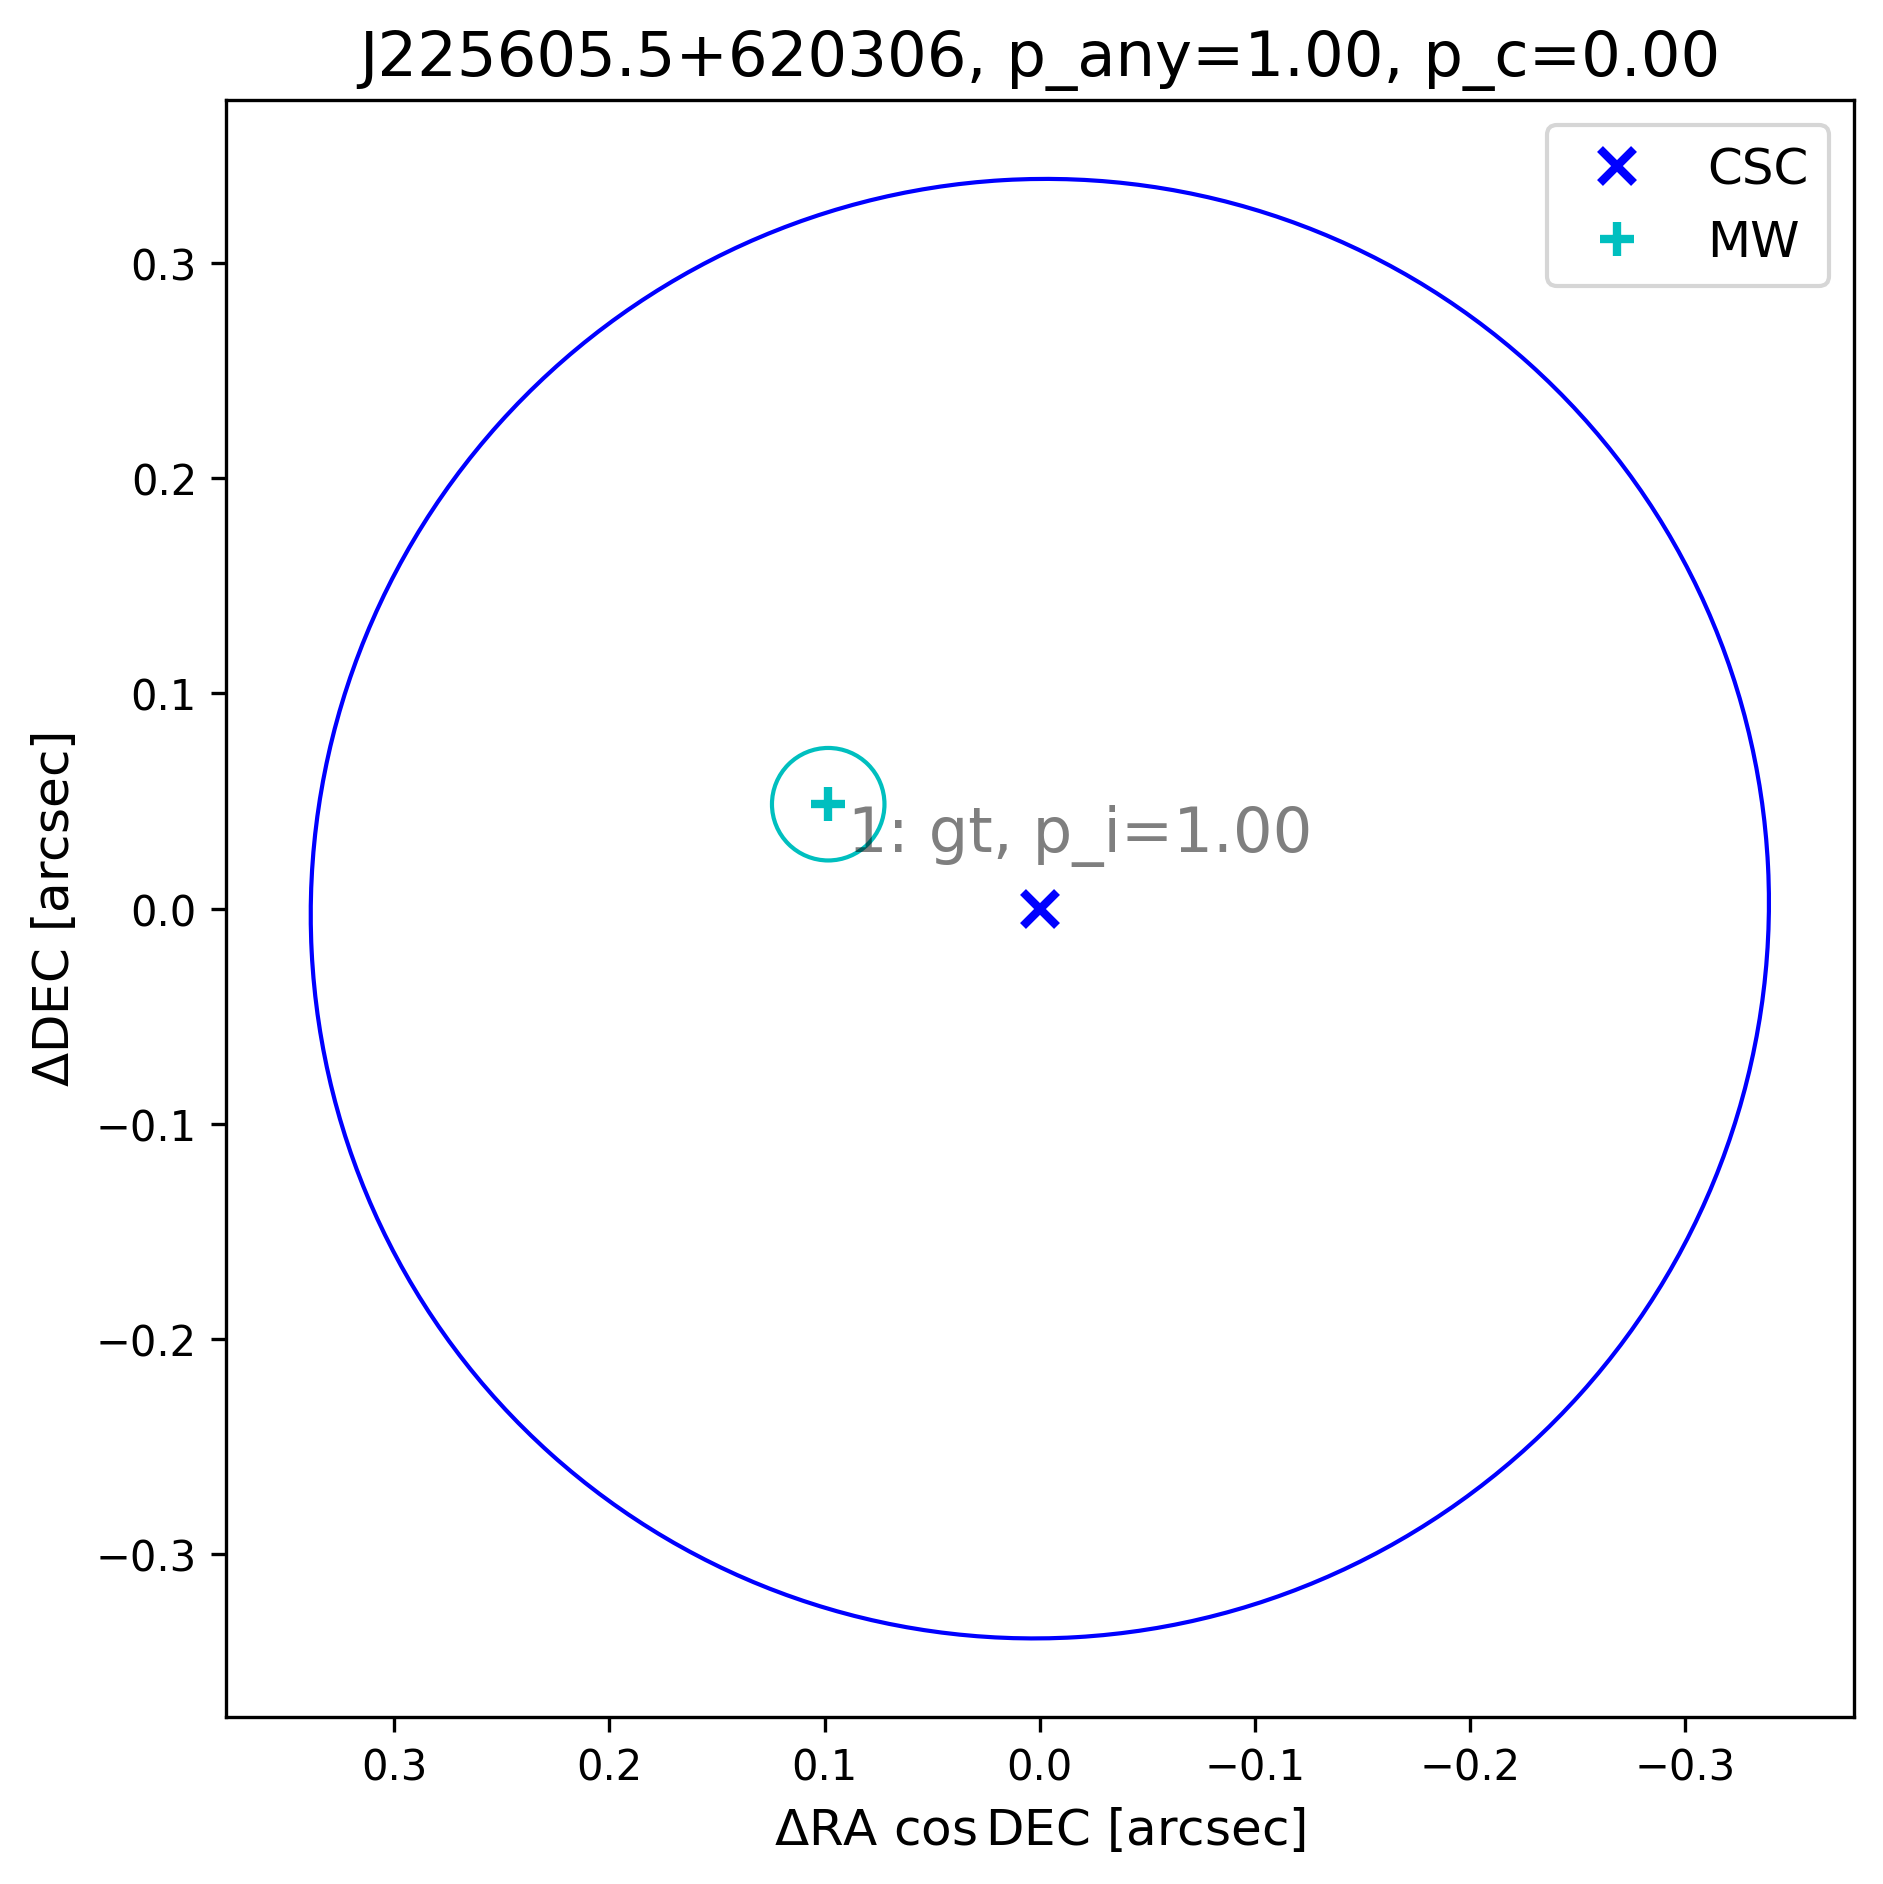 J225605.5+620306, p_any=1.00, p_c=0.00
CSC
MW
0.3
0.2
0.1
0.0
−0.1
−0.2
−0.3
ΔDEC [arcsec]
1: gt, p_i=1.00
0.3
0.2
0.1
0.0
−0.1
−0.2
−0.3
ΔRA cos DEC [arcsec]